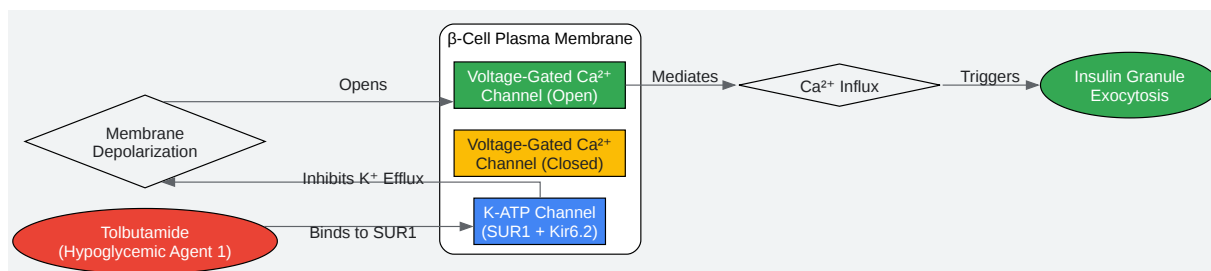 β-Cell Plasma Membrane
Voltage-Gated Ca²⁺
Channel (Open)
Opens
Mediates
Ca²⁺ Influx
Triggers
Insulin Granule
Exocytosis
Membrane
Depolarization
Voltage-Gated Ca²⁺
Channel (Closed)
Inhibits K⁺ Efflux
K-ATP Channel
(SUR1 + Kir6.2)
Tolbutamide
(Hypoglycemic Agent 1)
Binds to SUR1